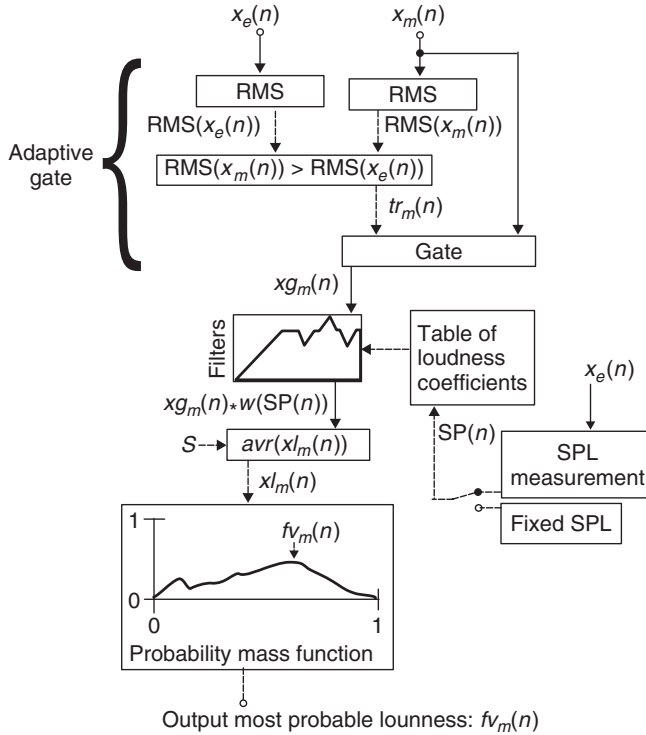 xₑ(n) xₘ(n)
RMS RMS
RMS(xₑ(n)) RMS(xₘ(n))
Adaptive
gate
RMS(xₘ(n)) > RMS(xₑ(n))
trₘ(n)
Gate
xgₘ(n)
Filters
Table of
loudness
coefficients
xₑ(n)
xgₘ(n)*w(SP(n))
SP(n)
S
avr(xlₘ(n))
SPL
measurement
xlₘ(n)
Fixed SPL
1
fvₘ(n)
0
0 1
Probability mass function
Output most probable lounness: fvₘ(n)